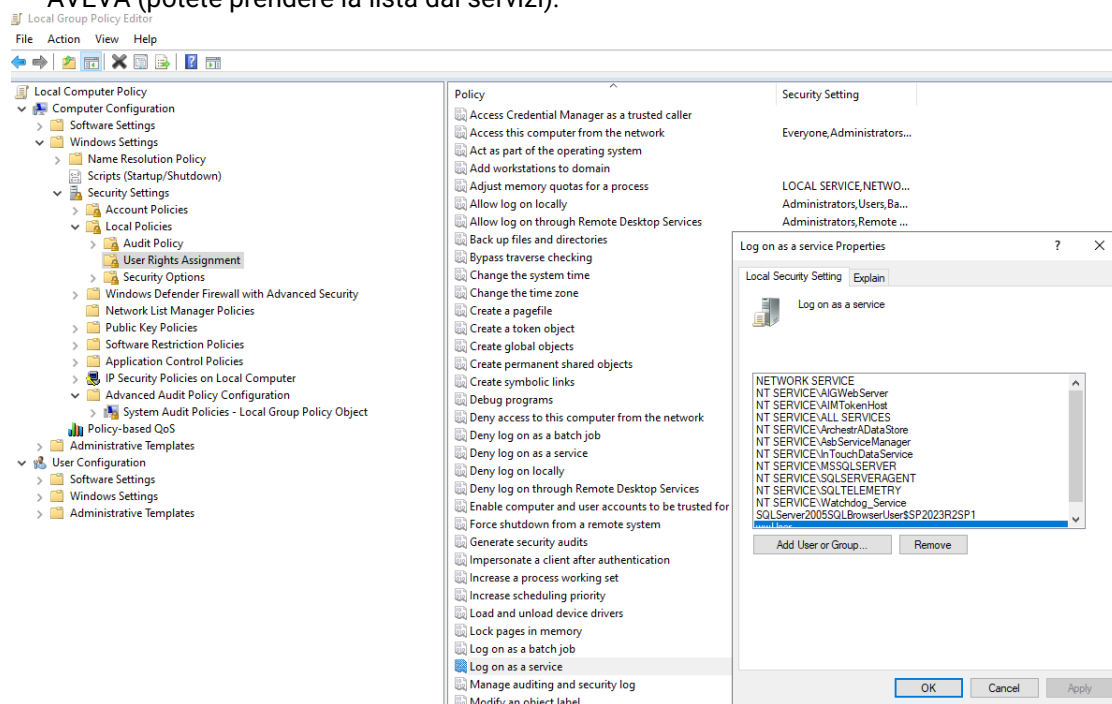 AVEVA (potete prendere la lista dai servizi):
Local Group Policy Editor
File Action View Help
Local Computer Policy
Computer Configuration
Software Settings
Windows Settings
Name Resolution Policy
Scripts (Startup/Shutdown)
Security Settings
Account Policies
Local Policies
Audit Policy
User Rights Assignment
Security Options
Windows Defender Firewall with Advanced Security
Network List Manager Policies
Public Key Policies
Software Restriction Policies
Application Control Policies
IP Security Policies on Local Computer
Advanced Audit Policy Configuration
System Audit Policies - Local Group Policy Object
Policy-based QoS
Administrative Templates
User Configuration
Software Settings
Windows Settings
Administrative Templates
Policy Security Setting
Access Credential Manager as a trusted caller
Access this computer from the network Everyone,Administrators...
Act as part of the operating system
Add workstations to domain
Adjust memory quotas for a process LOCAL SERVICE,NETWO...
Allow log on locally Administrators,Users,Ba...
Allow log on through Remote Desktop Services Administrators,Remote ...
Back up files and directories
Bypass traverse checking
Change the system time
Change the time zone
Create a pagefile
Create a token object
Create global objects
Create permanent shared objects
Create symbolic links
Debug programs
Deny access to this computer from the network
Deny log on as a batch job
Deny log on as a service
Deny log on locally
Deny log on through Remote Desktop Services
Enable computer and user accounts to be trusted for
Force shutdown from a remote system
Generate security audits
Impersonate a client after authentication
Increase a process working set
Increase scheduling priority
Load and unload device drivers
Lock pages in memory
Log on as a batch job
Log on as a service
Manage auditing and security log
Modify an object label
Log on as a service Properties ? X
Local Security Setting Explain
Log on as a service
NETWORK SERVICE
NT SERVICE\AIGWebServer
NT SERVICE\AIMTokenHost
NT SERVICE\ALL SERVICES
NT SERVICE\ArchestrADataStore
NT SERVICE\AsbServiceManager
NT SERVICE\InTouchDataService
NT SERVICE\MSSQLSERVER
NT SERVICE\SQLSERVERAGENT
NT SERVICE\SQLTELEMETRY
NT SERVICE\Watchdog_Service
SQLServer2005SQLBrowserUser$SP2023R2SP1
Add User or Group... Remove
OK Cancel Apply